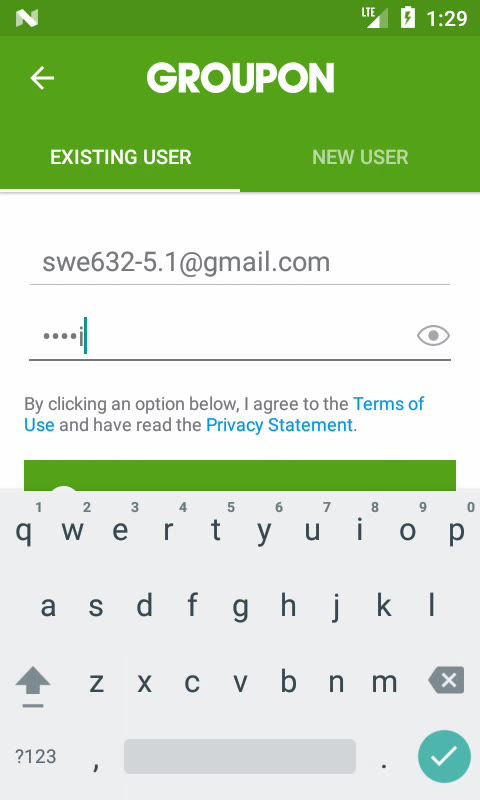 LTE 1:29
GROUPON
EXISTING USER NEW USER
swe632-5.1@gmail.com
••••i
By clicking an option below, I agree to the Terms of
Use and have read the Privacy Statement.
1 2 3 4 5 6 7 8 9 0
q w e r t y u i o p
a s d f g h j k l
z x c v b n m
?123 , .